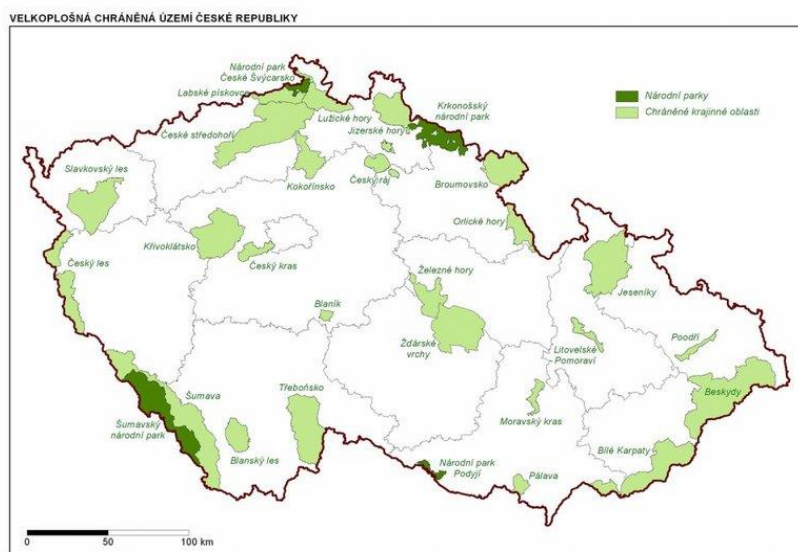 VELKOPLOŠNÁ CHRÁNĚNÁ ÚZEMÍ ČESKÉ REPUBLIKY
Národní park
České Švýcarsko
Labské pískovce
Lužické hory
Jizerské hory
Krkonošský
národní park
Národní parky
Chráněné krajinné oblasti
České středohoří
Slavkovský les
Kokořínsko
Český ráj
Broumovsko
Orlické hory
Křivoklátsko
Český kras
Český les
Železné hory
Jeseníky
Blaník
Žďárské
vrchy
Litovelské
Pomoraví
Poodří
Šumava
Třeboňsko
Beskydy
Šumavský
národní park
Moravský kras
Blanský les
Bílé Karpaty
Národní park
Podyjí
Pálava
0 50 100 km